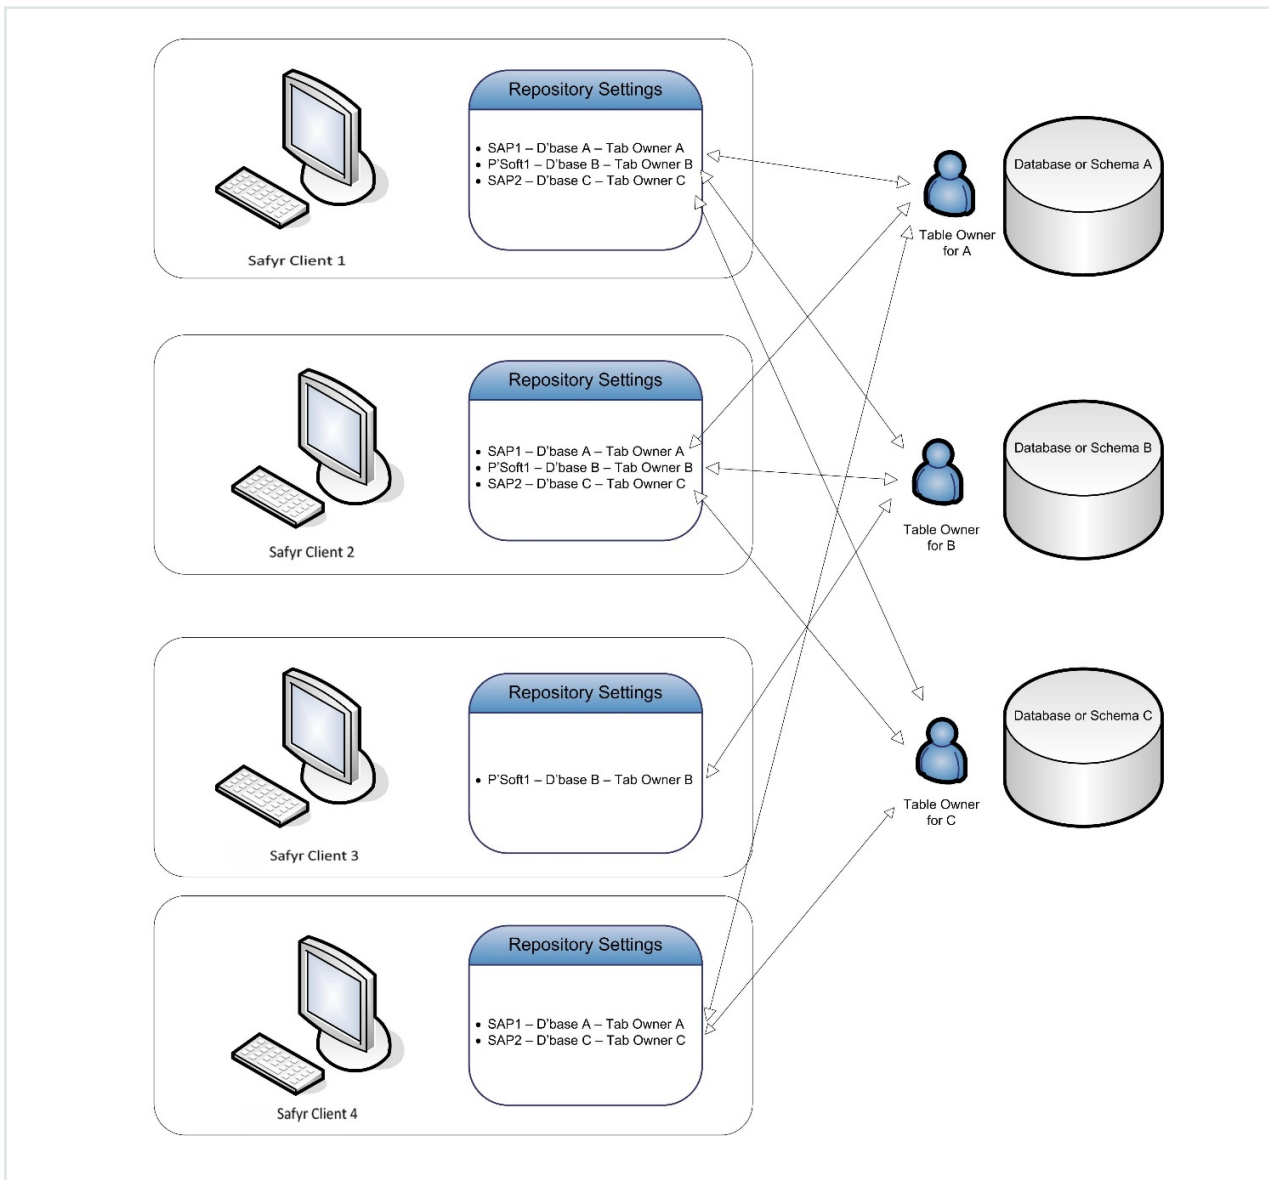 Repository Settings
• SAP1 – D'base A – Tab Owner A
• P'Soft1 – D'base B – Tab Owner B
• SAP2 – D'base C – Tab Owner C
Safyr Client 1
Table Owner
for A
Database or Schema A
Repository Settings
• SAP1 – D'base A – Tab Owner A
• P'Soft1 – D'base B – Tab Owner B
• SAP2 – D'base C – Tab Owner C
Safyr Client 2
Table Owner
for B
Database or Schema B
Repository Settings
• P'Soft1 – D'base B – Tab Owner B
Safyr Client 3
Table Owner
for C
Database or Schema C
Repository Settings
• SAP1 – D'base A – Tab Owner A
• SAP2 – D'base C – Tab Owner C
Safyr Client 4